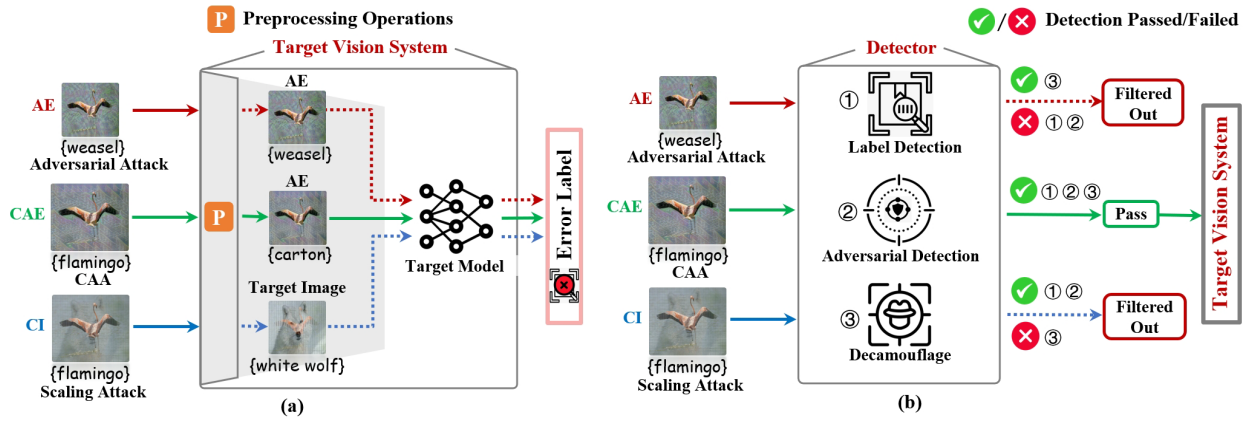 P Preprocessing Operations
Target Vision System
AE
{weasel}
Adversarial Attack
CAE
{flamingo}
CAA
CI
{flamingo}
Scaling Attack
P
AE
{weasel}
AE
{carton}
Target Image
{white wolf}
Target Model
Error Label
(a)
/ Detection Passed/Failed
Detector
AE
{weasel}
Adversarial Attack
CAE
{flamingo}
CAA
CI
{flamingo}
Scaling Attack
①
Label Detection
②
Adversarial Detection
③
Decamouflage
③
① ②
Filtered
Out
① ② ③
Pass
① ②
③
Filtered
Out
Target Vision System
(b)